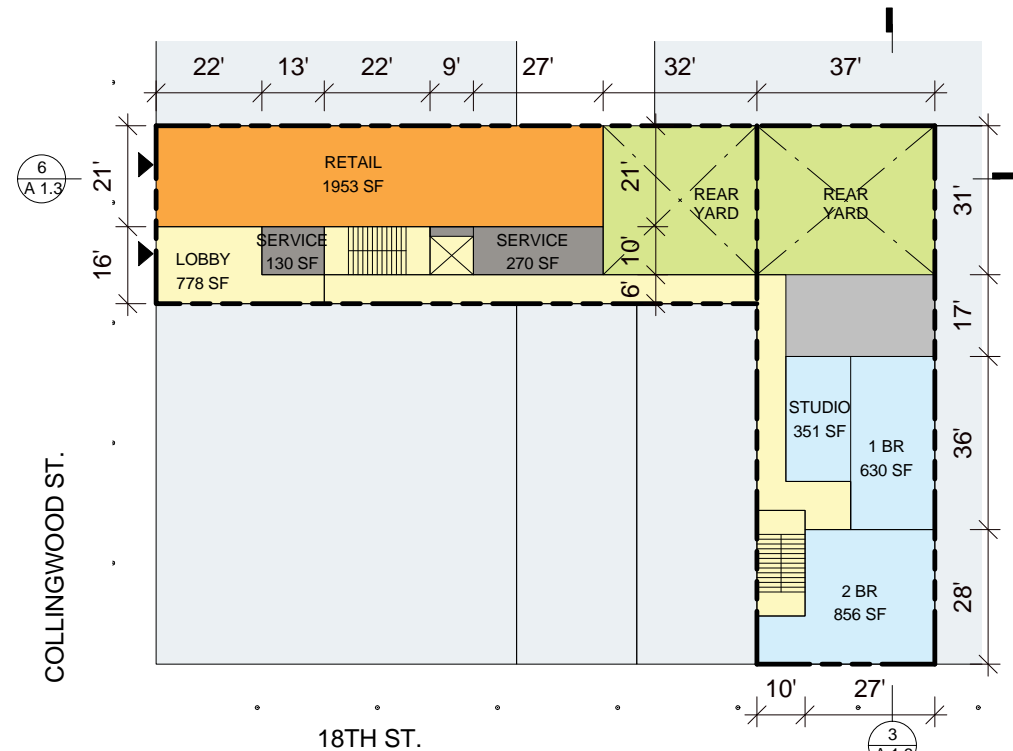 22' 13' 22' 9' 27' 32' 37'
6
A 1.3
21'
16'
RETAIL
1953 SF
LOBBY
778 SF
SERVICE
130 SF
SERVICE
270 SF
21'
10'
6'
REAR
YARD
REAR
YARD
31'
17'
36'
28'
STUDIO
351 SF
1 BR
630 SF
2 BR
856 SF
COLLINGWOOD ST.
10' 27'
18TH ST.
3